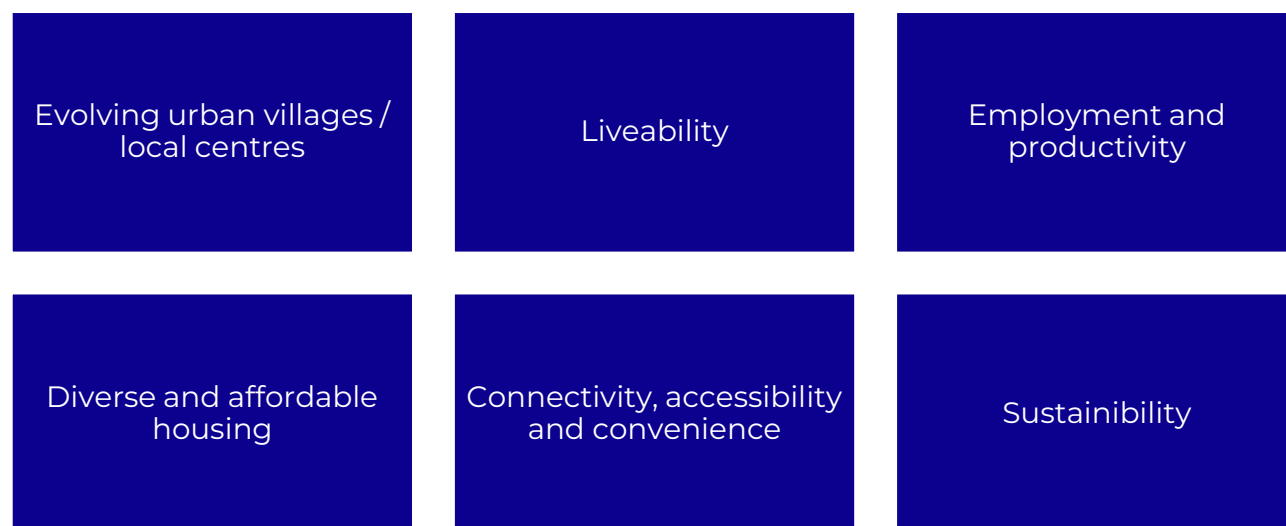 Evolving urban villages /
local centres
Liveability
Employment and
productivity
Diverse and affordable
housing
Connectivity, accessibility
and convenience
Sustainibility